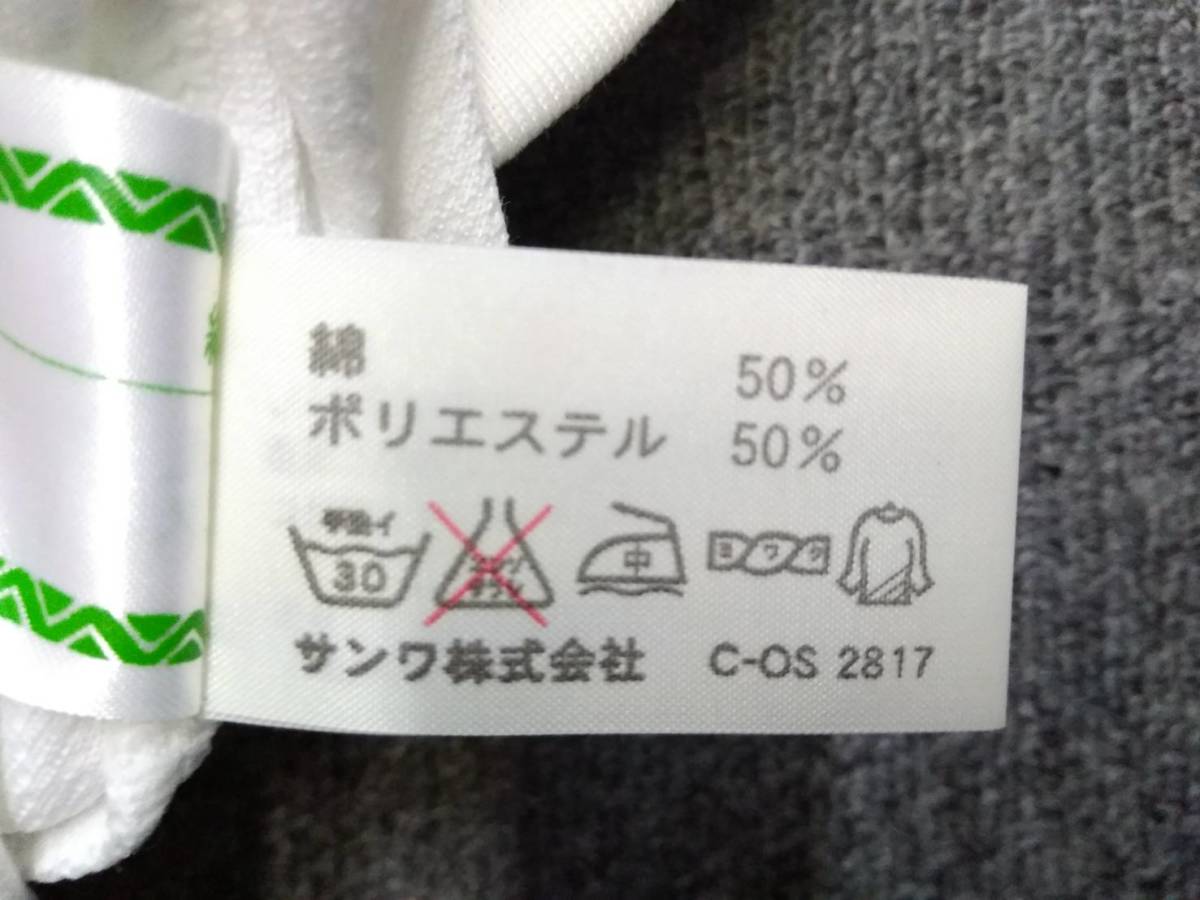 綿 50%
ポリエステル 50%
手洗イ
30
中
ヨワク
サンワ株式会社 C-OS 2817